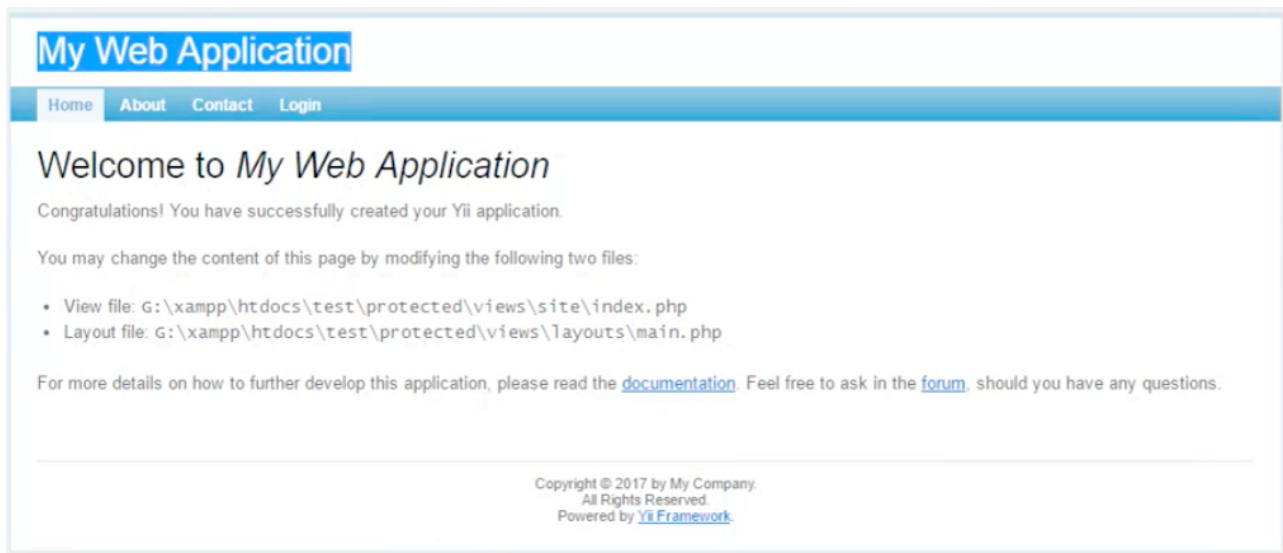 My Web Application
Home About Contact Login
Welcome to My Web Application
Congratulations! You have successfully created your Yii application.
You may change the content of this page by modifying the following two files:
• View file: G:\xampp\htdocs\test\protected\views\site\index.php
• Layout file: G:\xampp\htdocs\test\protected\views\layouts\main.php
For more details on how to further develop this application, please read the documentation. Feel free to ask in the forum, should you have any questions.
Copyright © 2017 by My Company.
All Rights Reserved.
Powered by Yii Framework.